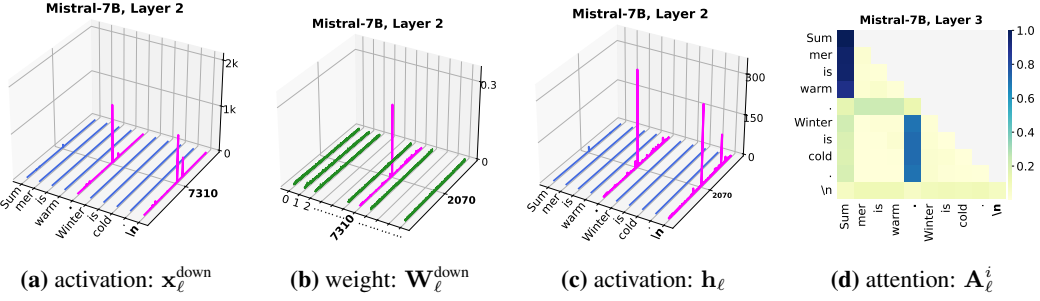 Mistral-7B, Layer 2
2k
1k
0
7310
Sum
mer
is
warm
.
Winter
is
cold
.
\n
(a) activation: x_ℓ^down
Mistral-7B, Layer 2
0.3
0
2070
0 1 2 ..........
7310
..........
(b) weight: W_ℓ^down
Mistral-7B, Layer 2
300
150
0
2070
Sum
mer
is
warm
.
Winter
is
cold
.
\n
(c) activation: h_ℓ
Mistral-7B, Layer 3
Sum
mer
is
warm
.
Winter
is
cold
.
\n
Sum
mer
is
warm
.
Winter
is
cold
.
\n
1.0
0.8
0.6
0.4
0.2
(d) attention: A_ℓ^i